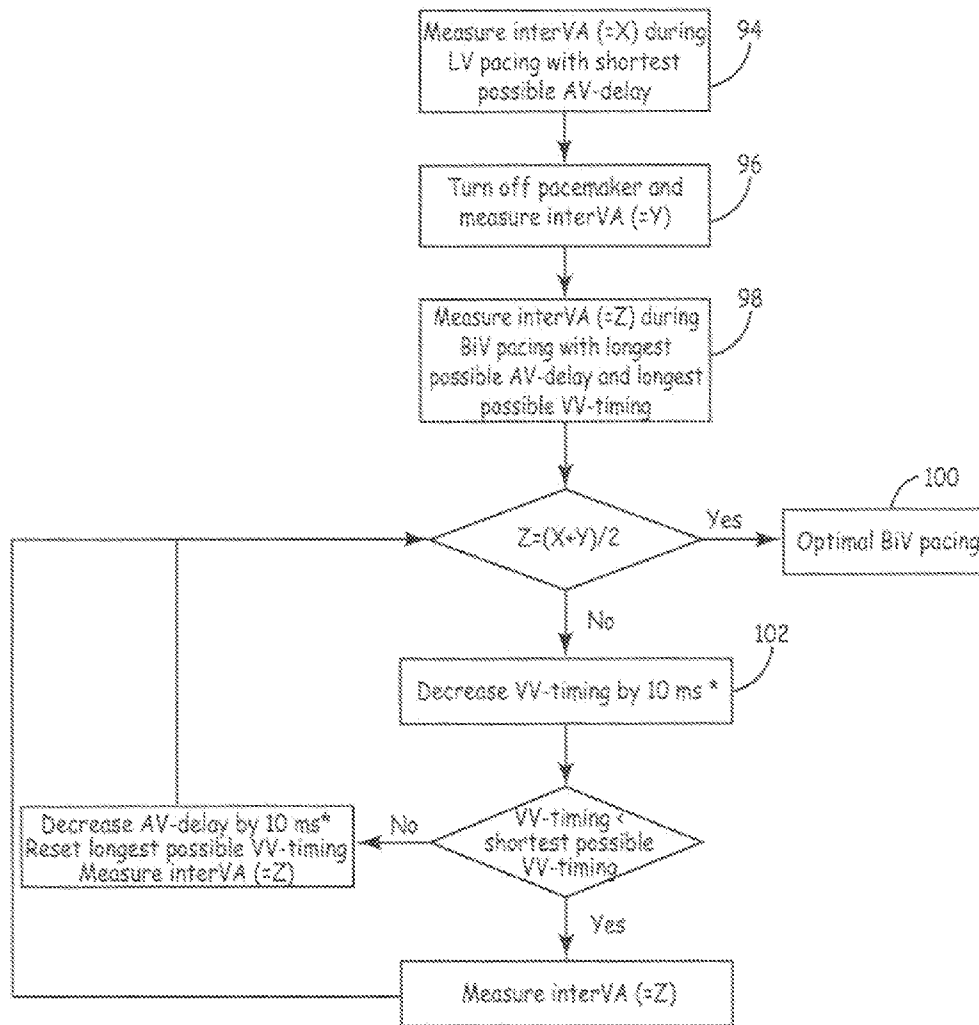 Measure interVA (=X) during
LV pacing with shortest
possible AV-delay
94
Turn off pacemaker and
measure interVA (=Y)
96
Measure interVA (=Z) during
BiV pacing with longest
possible AV-delay and longest
possible VV-timing
98
Z=(X+Y)/2
Yes
100
Optimal BiV pacing
No
102
Decrease VV-timing by 10 ms *
VV-timing <
shortest possible
VV-timing
No
Decrease AV-delay by 10 ms*
Reset longest possible VV-timing
Measure interVA (=Z)
Yes
Measure interVA (=Z)